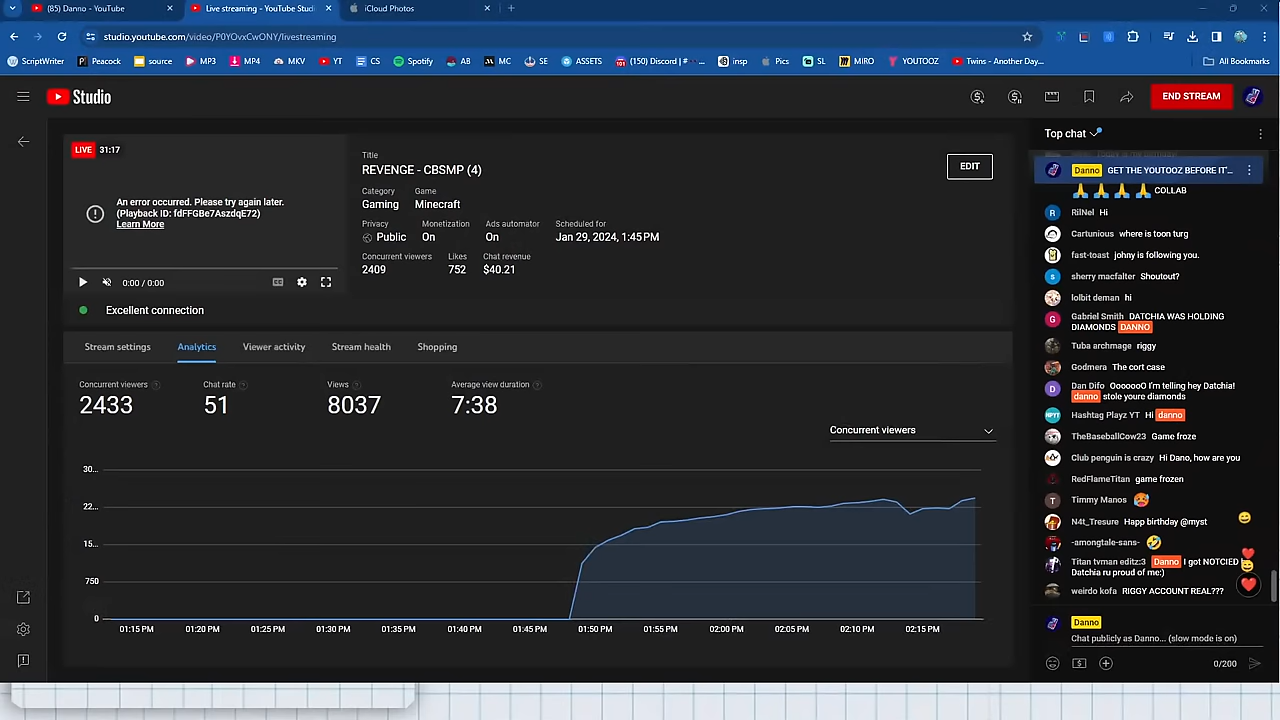 (85) Danno - YouTube
Live streaming - YouTube Studi
iCloud Photos
studio.youtube.com/video/P0YOvxCwONY/livestreaming
ScriptWriter
Peacock
source
MP3
MP4
MKV
YT
CS
Spotify
AB
MC
SE
ASSETS
(150) Discord | #...
insp
Pics
SL
MIRO
YOUTOOZ
Twins - Another Day...
All Bookmarks
Studio
END STREAM
LIVE 31:17
An error occurred. Please try again later.
(Playback ID: fdFFGBe7AszdqE72)
Learn More
0:00 / 0:00
Title
REVENGE - CBSMP (4)
EDIT
Category Game
Gaming Minecraft
Privacy Monetization Ads automator Scheduled for
Public On On Jan 29, 2024, 1:45 PM
Concurrent viewers Likes Chat revenue
2409 752 $40.21
Excellent connection
Stream settings Analytics Viewer activity Stream health Shopping
Concurrent viewers Chat rate Views Average view duration
2433 51 8037 7:38
Concurrent viewers
30...
22...
15...
750
0
01:15 PM 01:20 PM 01:25 PM 01:30 PM 01:35 PM 01:40 PM 01:45 PM 01:50 PM 01:55 PM 02:00 PM 02:05 PM 02:10 PM 02:15 PM
Top chat
Danno GET THE YOUTOOZ BEFORE IT...
COLLAB
RilNel Hi
Cartunious where is toon turg
fast-toast johny is following you.
sherry macfalter Shoutout?
lolbit deman hi
Gabriel Smith DATCHIA WAS HOLDING
DIAMONDS DANNO
Tuba archmage riggy
Godmera The cort case
Dan Difo OoooooO I'm telling hey Datchia!
danno stole youre diamonds
Hashtag Playz YT Hi danno
TheBaseballCow23 Game froze
Club penguin is crazy Hi Dano, how are you
RedFlameTitan game frozen
Timmy Manos
N4t_Tresure Happ birthday @myst
-amongtale-sans-
Titan tvman editz:3 Danno I got NOTCIED
Datchia ru proud of me:)
weirdo kofa RIGGY ACCOUNT REAL???
Danno
Chat publicly as Danno... (slow mode is on)
0/200